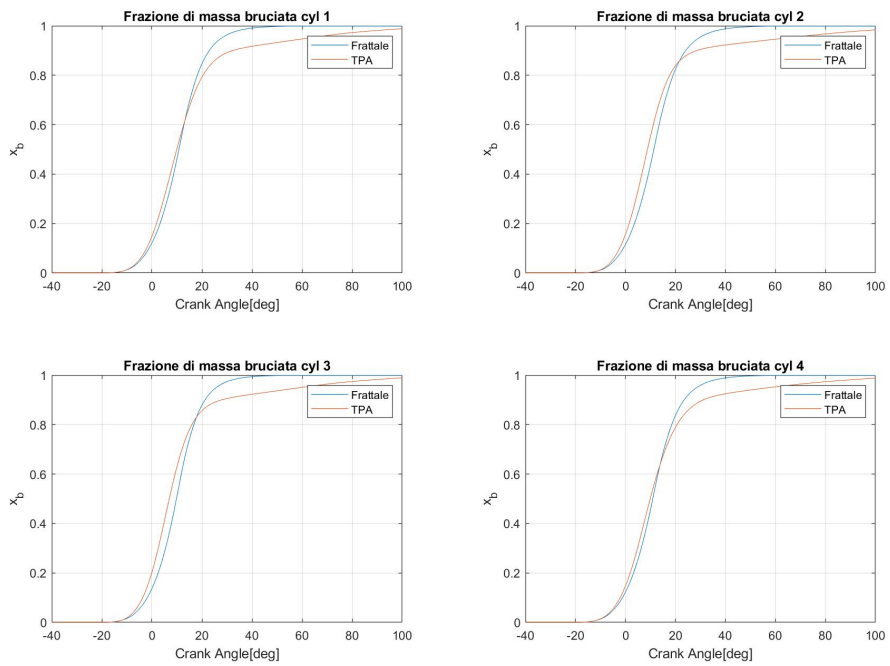 Frazione di massa bruciata cyl 1
1
0.8
0.6
0.4
0.2
0
x_b
Frattale
TPA
-40 -20 0 20 40 60 80 100
Crank Angle[deg]
Frazione di massa bruciata cyl 2
1
0.8
0.6
0.4
0.2
0
x_b
Frattale
TPA
-40 -20 0 20 40 60 80 100
Crank Angle[deg]
Frazione di massa bruciata cyl 3
1
0.8
0.6
0.4
0.2
0
x_b
Frattale
TPA
-40 -20 0 20 40 60 80 100
Crank Angle[deg]
Frazione di massa bruciata cyl 4
1
0.8
0.6
0.4
0.2
0
x_b
Frattale
TPA
-40 -20 0 20 40 60 80 100
Crank Angle[deg]